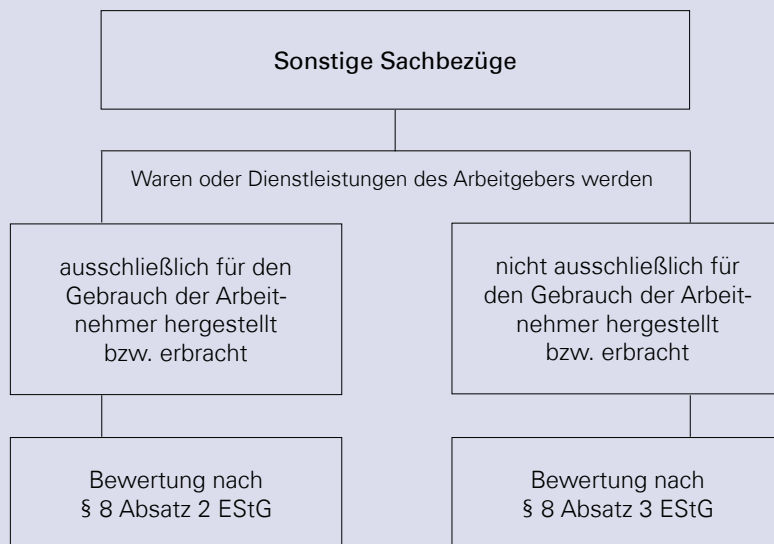 Sonstige Sachbezüge
Waren oder Dienstleistungen des Arbeitgebers werden
ausschließlich für den
Gebrauch der Arbeit-
nehmer hergestellt
bzw. erbracht
nicht ausschließlich für
den Gebrauch der Arbeit-
nehmer hergestellt
bzw. erbracht
Bewertung nach
§ 8 Absatz 2 EStG
Bewertung nach
§ 8 Absatz 3 EStG